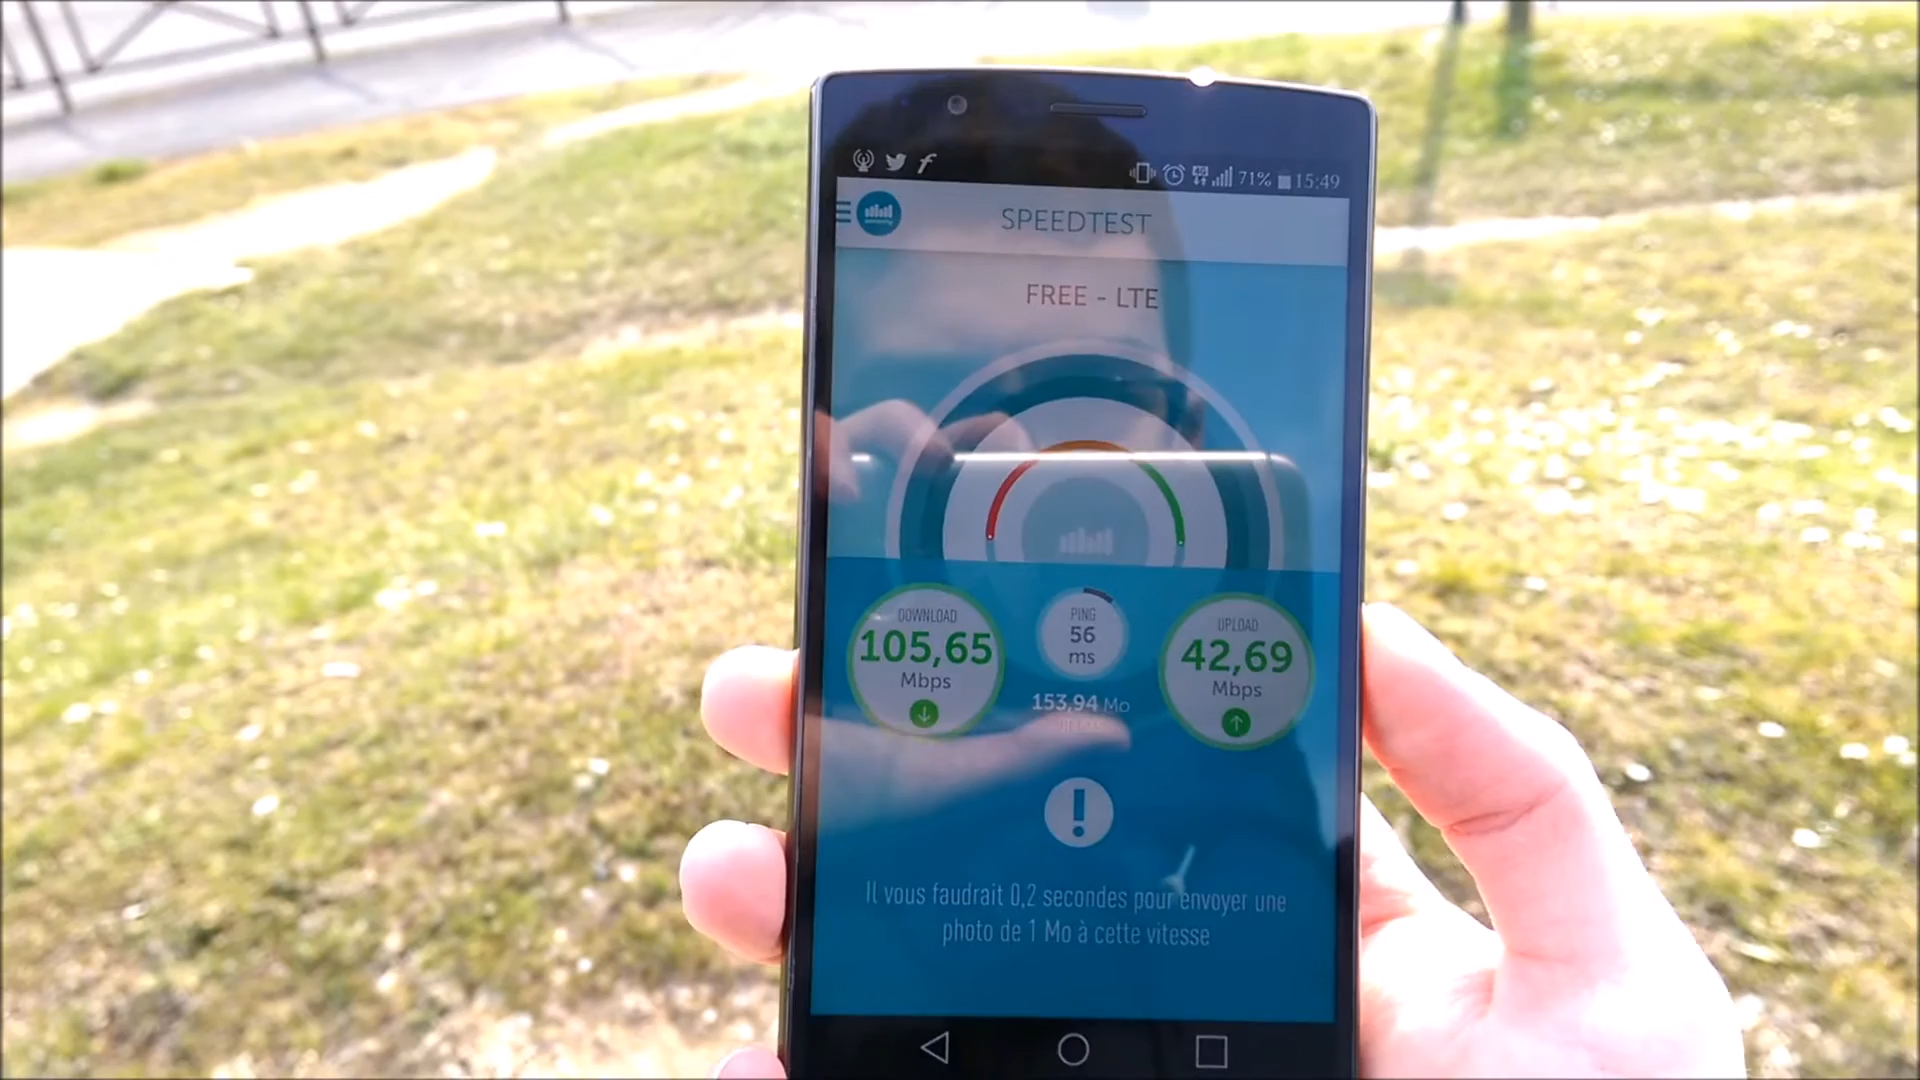 71% 15:49
SPEEDTEST
FREE - LTE
DOWNLOAD
105,65
Mbps
PING
56
ms
153,94 Mo
UPLOAD
42,69
Mbps
Il vous faudrait 0,2 secondes pour envoyer une
photo de 1 Mo à cette vitesse